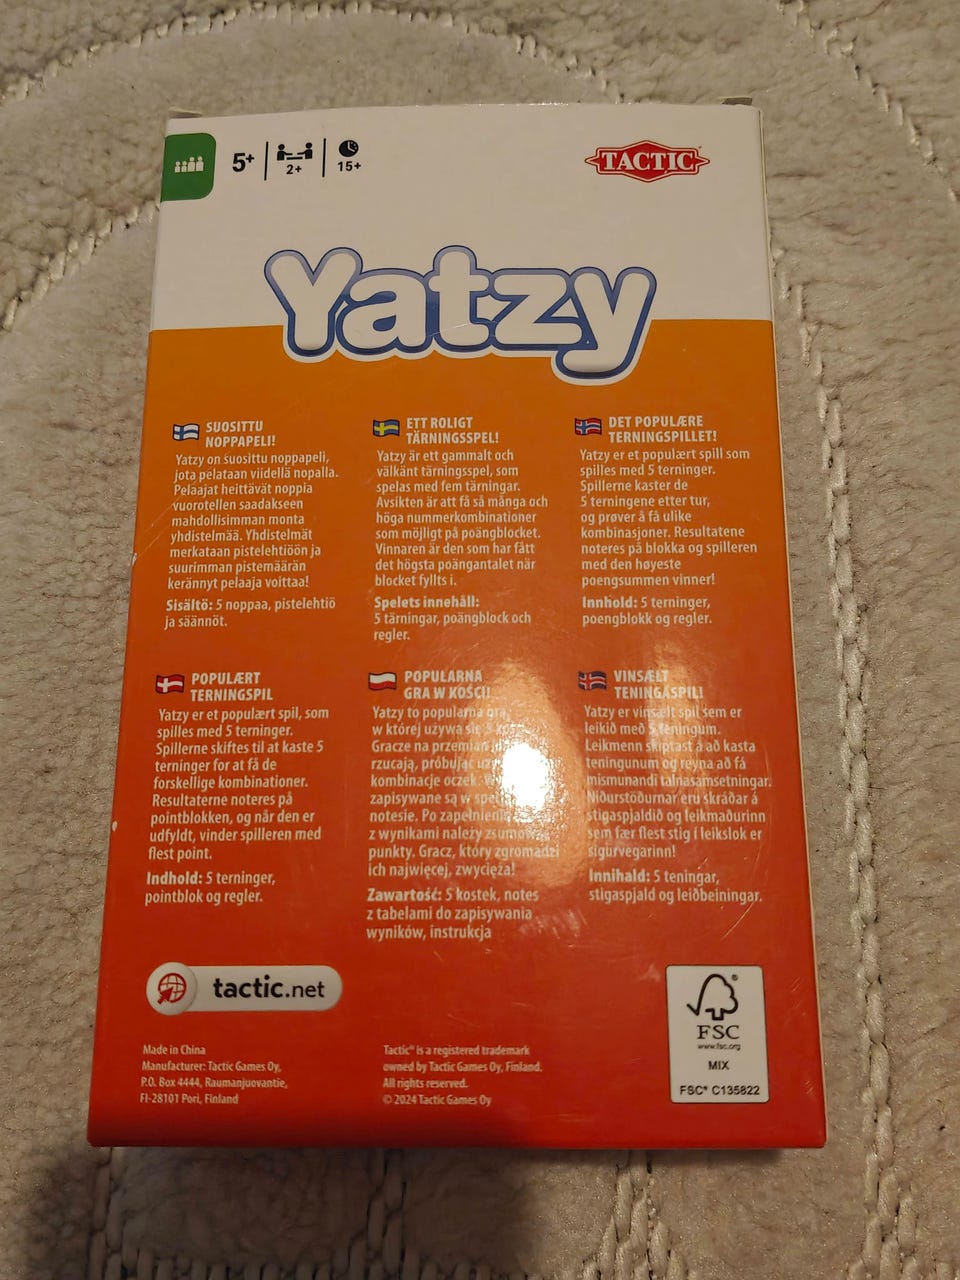 5+
2+
15+
TACTIC
Yatzy
SUOSITTU
NOPPAPELI!
Yatzy on suosittu noppapeli,
jota pelataan viidellä nopalla.
Pelaajat heittävät noppia
vuorotellen saadakseen
mahdollisimman monta
yhdistelmää. Yhdistelmät
merkataan pistelehtiöön ja
suurimman pistemäärän
kerännyt pelaaja voittaa!
Sisältö: 5 noppaa, pistelehtiö
ja säännöt.
ETT ROLIGT
TÄRNINGSSPEL!
Yatzy är ett gammalt och
välkänt tärningsspel, som
spelas med fem tärningar.
Avsikten är att få så många och
höga nummerkombinationer
som möjligt på poängblocket.
Vinnaren är den som har fått
det högsta poängantalet när
blocket fyllts i.
Spelets innehåll:
5 tärningar, poängblock och
regler.
DET POPULÆRE
TERNINGSPILLET!
Yatzy er et populært spill som
spilles med 5 terninger.
Spillerne kaster de
5 terningene etter tur,
og prøver å få ulike
kombinasjoner. Resultatene
noteres på blokka og spilleren
med den høyeste
poengsummen vinner!
Innhold: 5 terninger,
poengblokk og regler.
POPULÆRT
TERNINGSPIL
Yatzy er et populært spil, som
spilles med 5 terninger.
Spillerne skiftes til at kaste 5
terninger for at få de
forskellige kombinationer.
Resultaterne noteres på
pointblokken, og når den er
udfyldt, vinder spilleren med
flest point.
Indhold: 5 terninger,
pointblok og regler.
POPULARNA
GRA W KOŚCI!
Yatzy to popularna gra,
w której używa się 5
Gracze na przemian
rzucają, próbując
kombinacje oczek.
zapisywane są w
notesie. Po zapełnieniu
z wynikami należy zsumować
punkty. Gracz, który zgromadzi
ich najwięcej, zwycięża!
Zawartość: 5 kostek, notes
z tabelami do zapisywania
wyników, instrukcja
VINSÆLT
TENINGASPIL!
Yatzy er vinsælt spil sem er
leikið með 5 teningum.
Leikmenn skiptast á að kasta
teningunum og reyna að fá
mismunandi talnasamsetningar.
Niðurstöðurnar eru skráðar á
stigaspjaldið og leikmaðurinn
sem fær flest stig í leikslok er
sigurvegarinn!
Innihald: 5 teningar,
stigaspjald og leiðbeiningar.
tactic.net
Made in China
Manufacturer: Tactic Games Oy,
P.O. Box 4444, Raumanjuovantie,
FI-28101 Pori, Finland
Tactic® is a registered trademark
owned by Tactic Games Oy, Finland.
All rights reserved.
© 2024 Tactic Games Oy
®
FSC
www.fsc.org
MIX
FSC® C135822